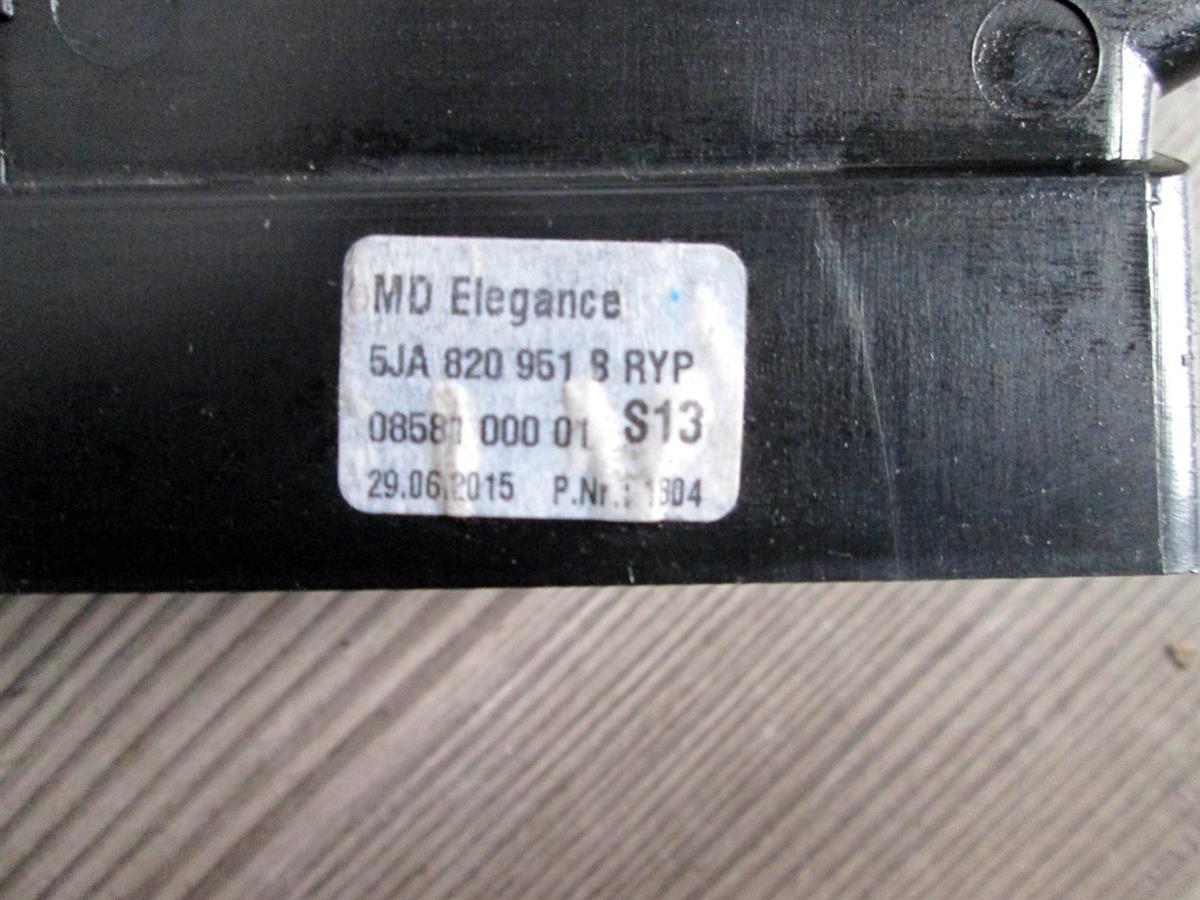 MD Elegance
5JA 820 951 B RYP
000 01 S13
29.06.2015 P.Nr.: